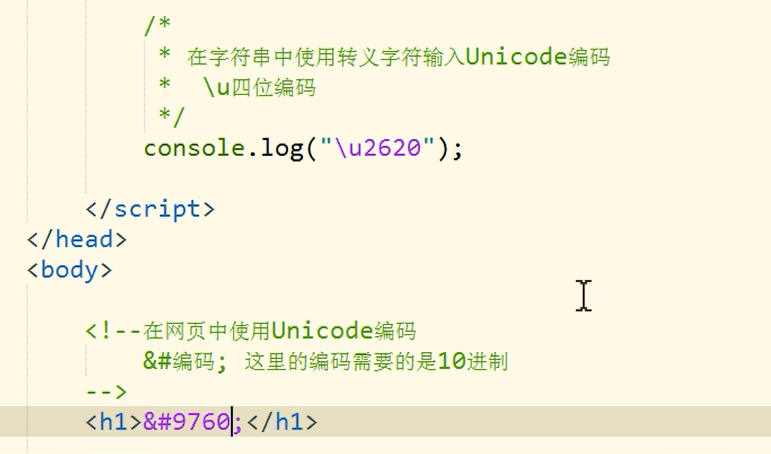 /*
* 在字符串中使用转义字符输入Unicode编码
* \u四位编码
*/
console.log("\u2620");
</script>
</head>
<body>
<!--在网页中使用Unicode编码
&#编码; 这里的编码需要的是10进制
-->
<h1>&#9760;</h1>